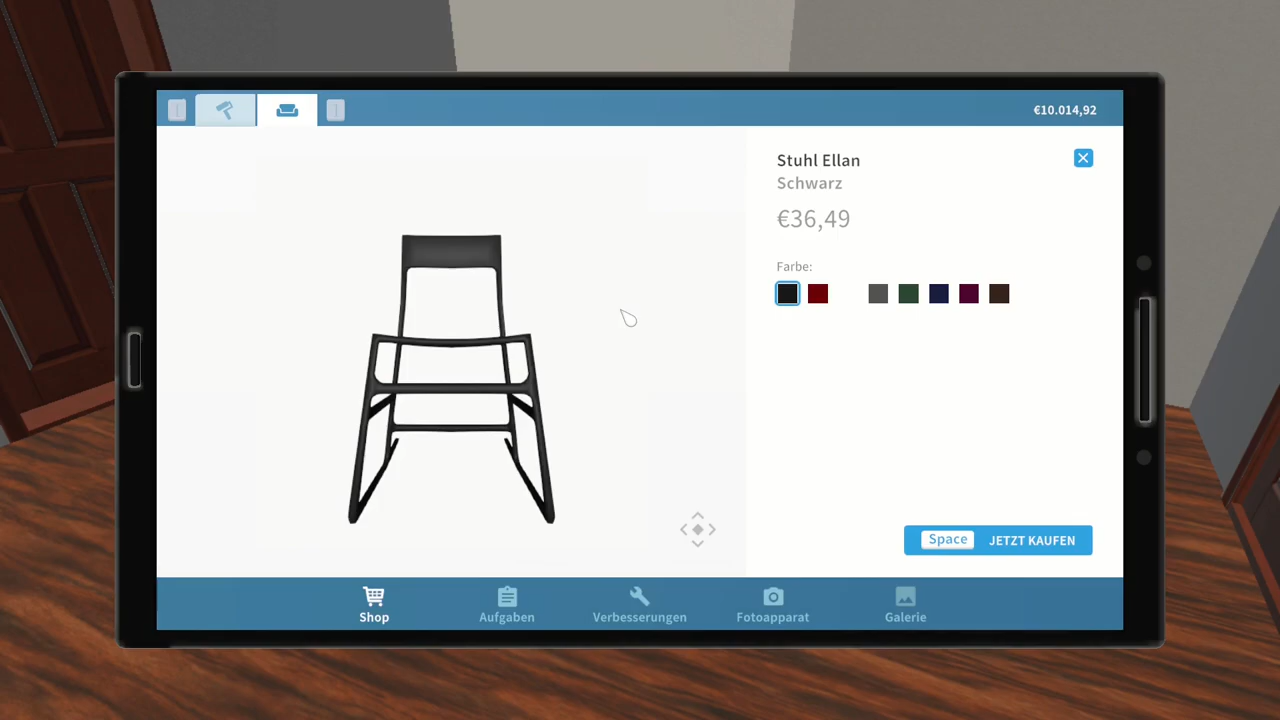 €10.014,92
Stuhl Ellan
Schwarz
€36,49
Farbe:
Space JETZT KAUFEN
Shop Aufgaben Verbesserungen Fotoapparat Galerie